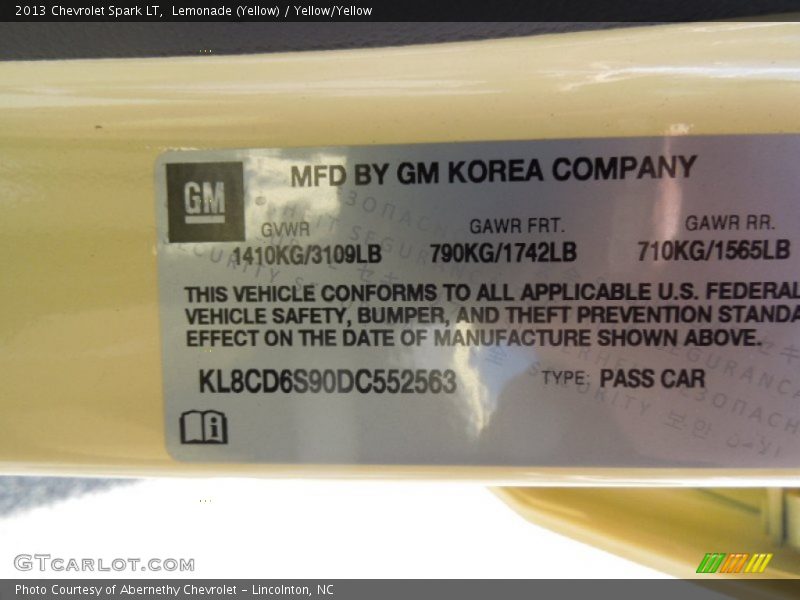 2013 Chevrolet Spark LT, Lemonade (Yellow) / Yellow/Yellow
GM
MFD BY GM KOREA COMPANY
GVWR GAWR FRT. GAWR RR.
1410KG/3109LB 790KG/1742LB 710KG/1565LB
THIS VEHICLE CONFORMS TO ALL APPLICABLE U.S. FEDERAL
VEHICLE SAFETY, BUMPER, AND THEFT PREVENTION STANDA
EFFECT ON THE DATE OF MANUFACTURE SHOWN ABOVE.
KL8CD6S90DC552563 TYPE: PASS CAR
GTCARLOT.COM
Photo Courtesy of Abernethy Chevrolet - Lincolnton, NC